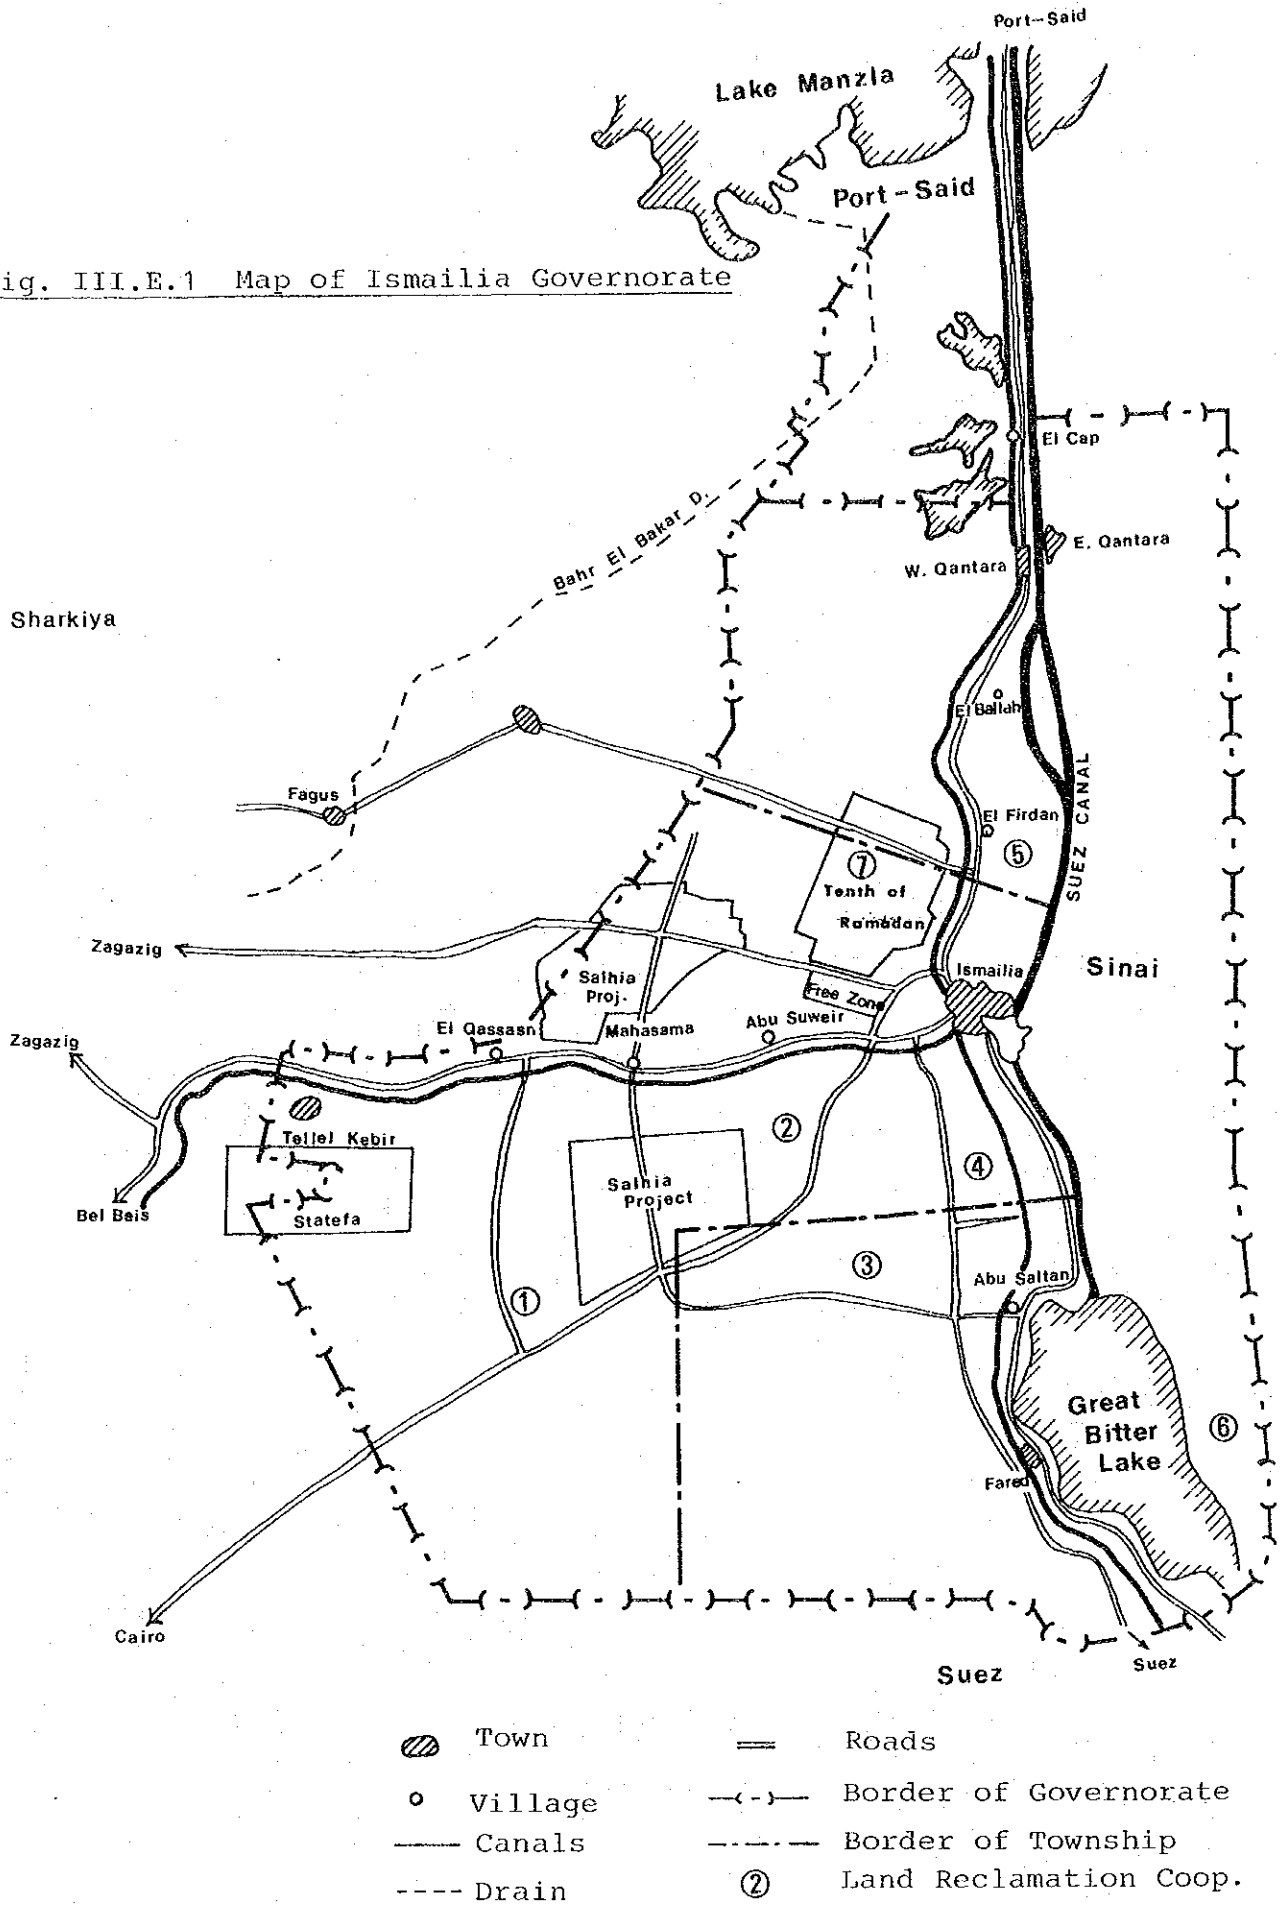 Port-Said
Lake Manzla
Port-Said
ig. III.E.1 Map of Ismailia Governorate
El Cap
Bahr El Bakar D.
E. Qantara
W. Qantara
Sharkiya
El Ballah
SUEZ CANAL
Fagus
El Firdan
⑤
⑦
Tenth of
Ramadan
Zagazig
Ismailia
Sinai
Salhia
Proj.
Free Zone
El Qassasn
Mahasama
Abu Suweir
Zagazig
②
Tellel Kebir
④
Salhia
Project
Bel Bais
Statefa
③
Abu Saltan
①
Great
Bitter
Lake
⑥
Fared
Cairo
Suez
Suez
Town
Roads
Village
Border of Governorate
Canals
Border of Township
Drain
② Land Reclamation Coop.